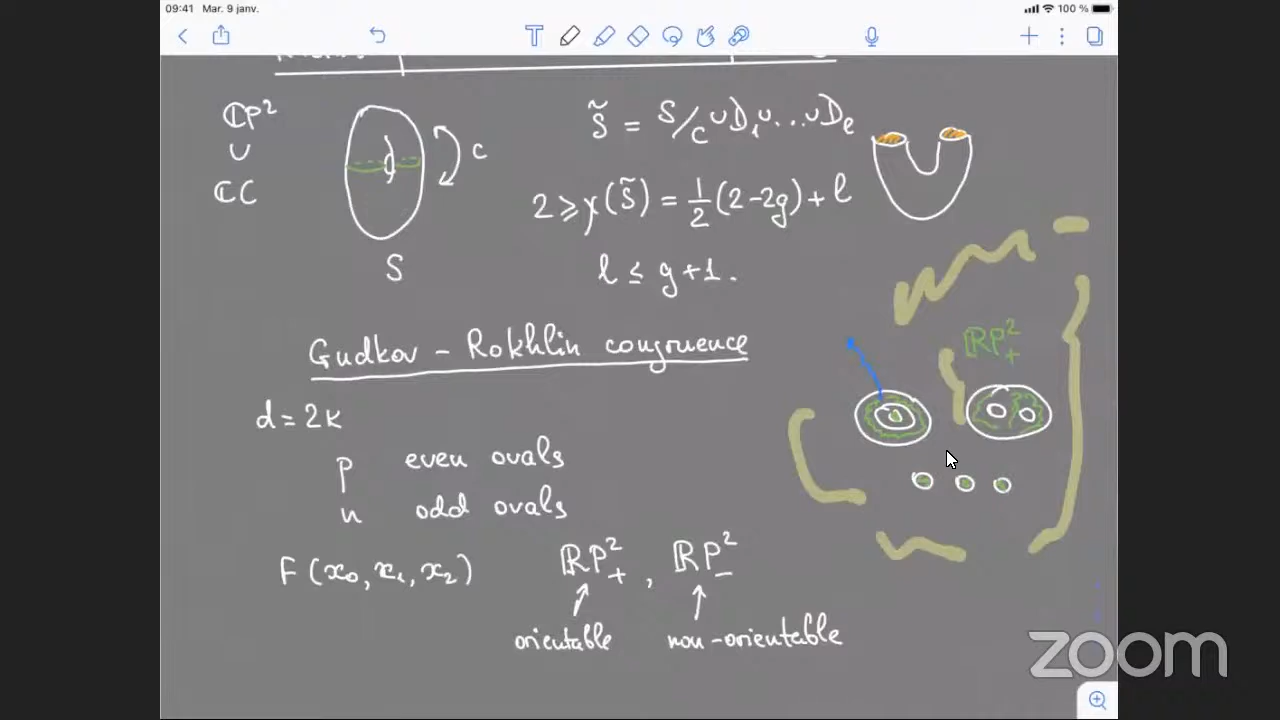 09:41 Mar. 9 janv.
100 %
T
ℂP²
∪
ℂC
c
S
S̃ = S/c ∪ D₁ ∪ ... ∪ Dₗ
2 ⩾ χ(S̃) = 1/2 (2-2g) + l
l ≤ g+1.
Gudkov - Rokhlin congruence
d = 2k
p even ovals
n odd ovals
F(x₀, x₁, x₂) ℝP²₊ , ℝP²₋
orientable non-orientable
ℝP²₊
zoom